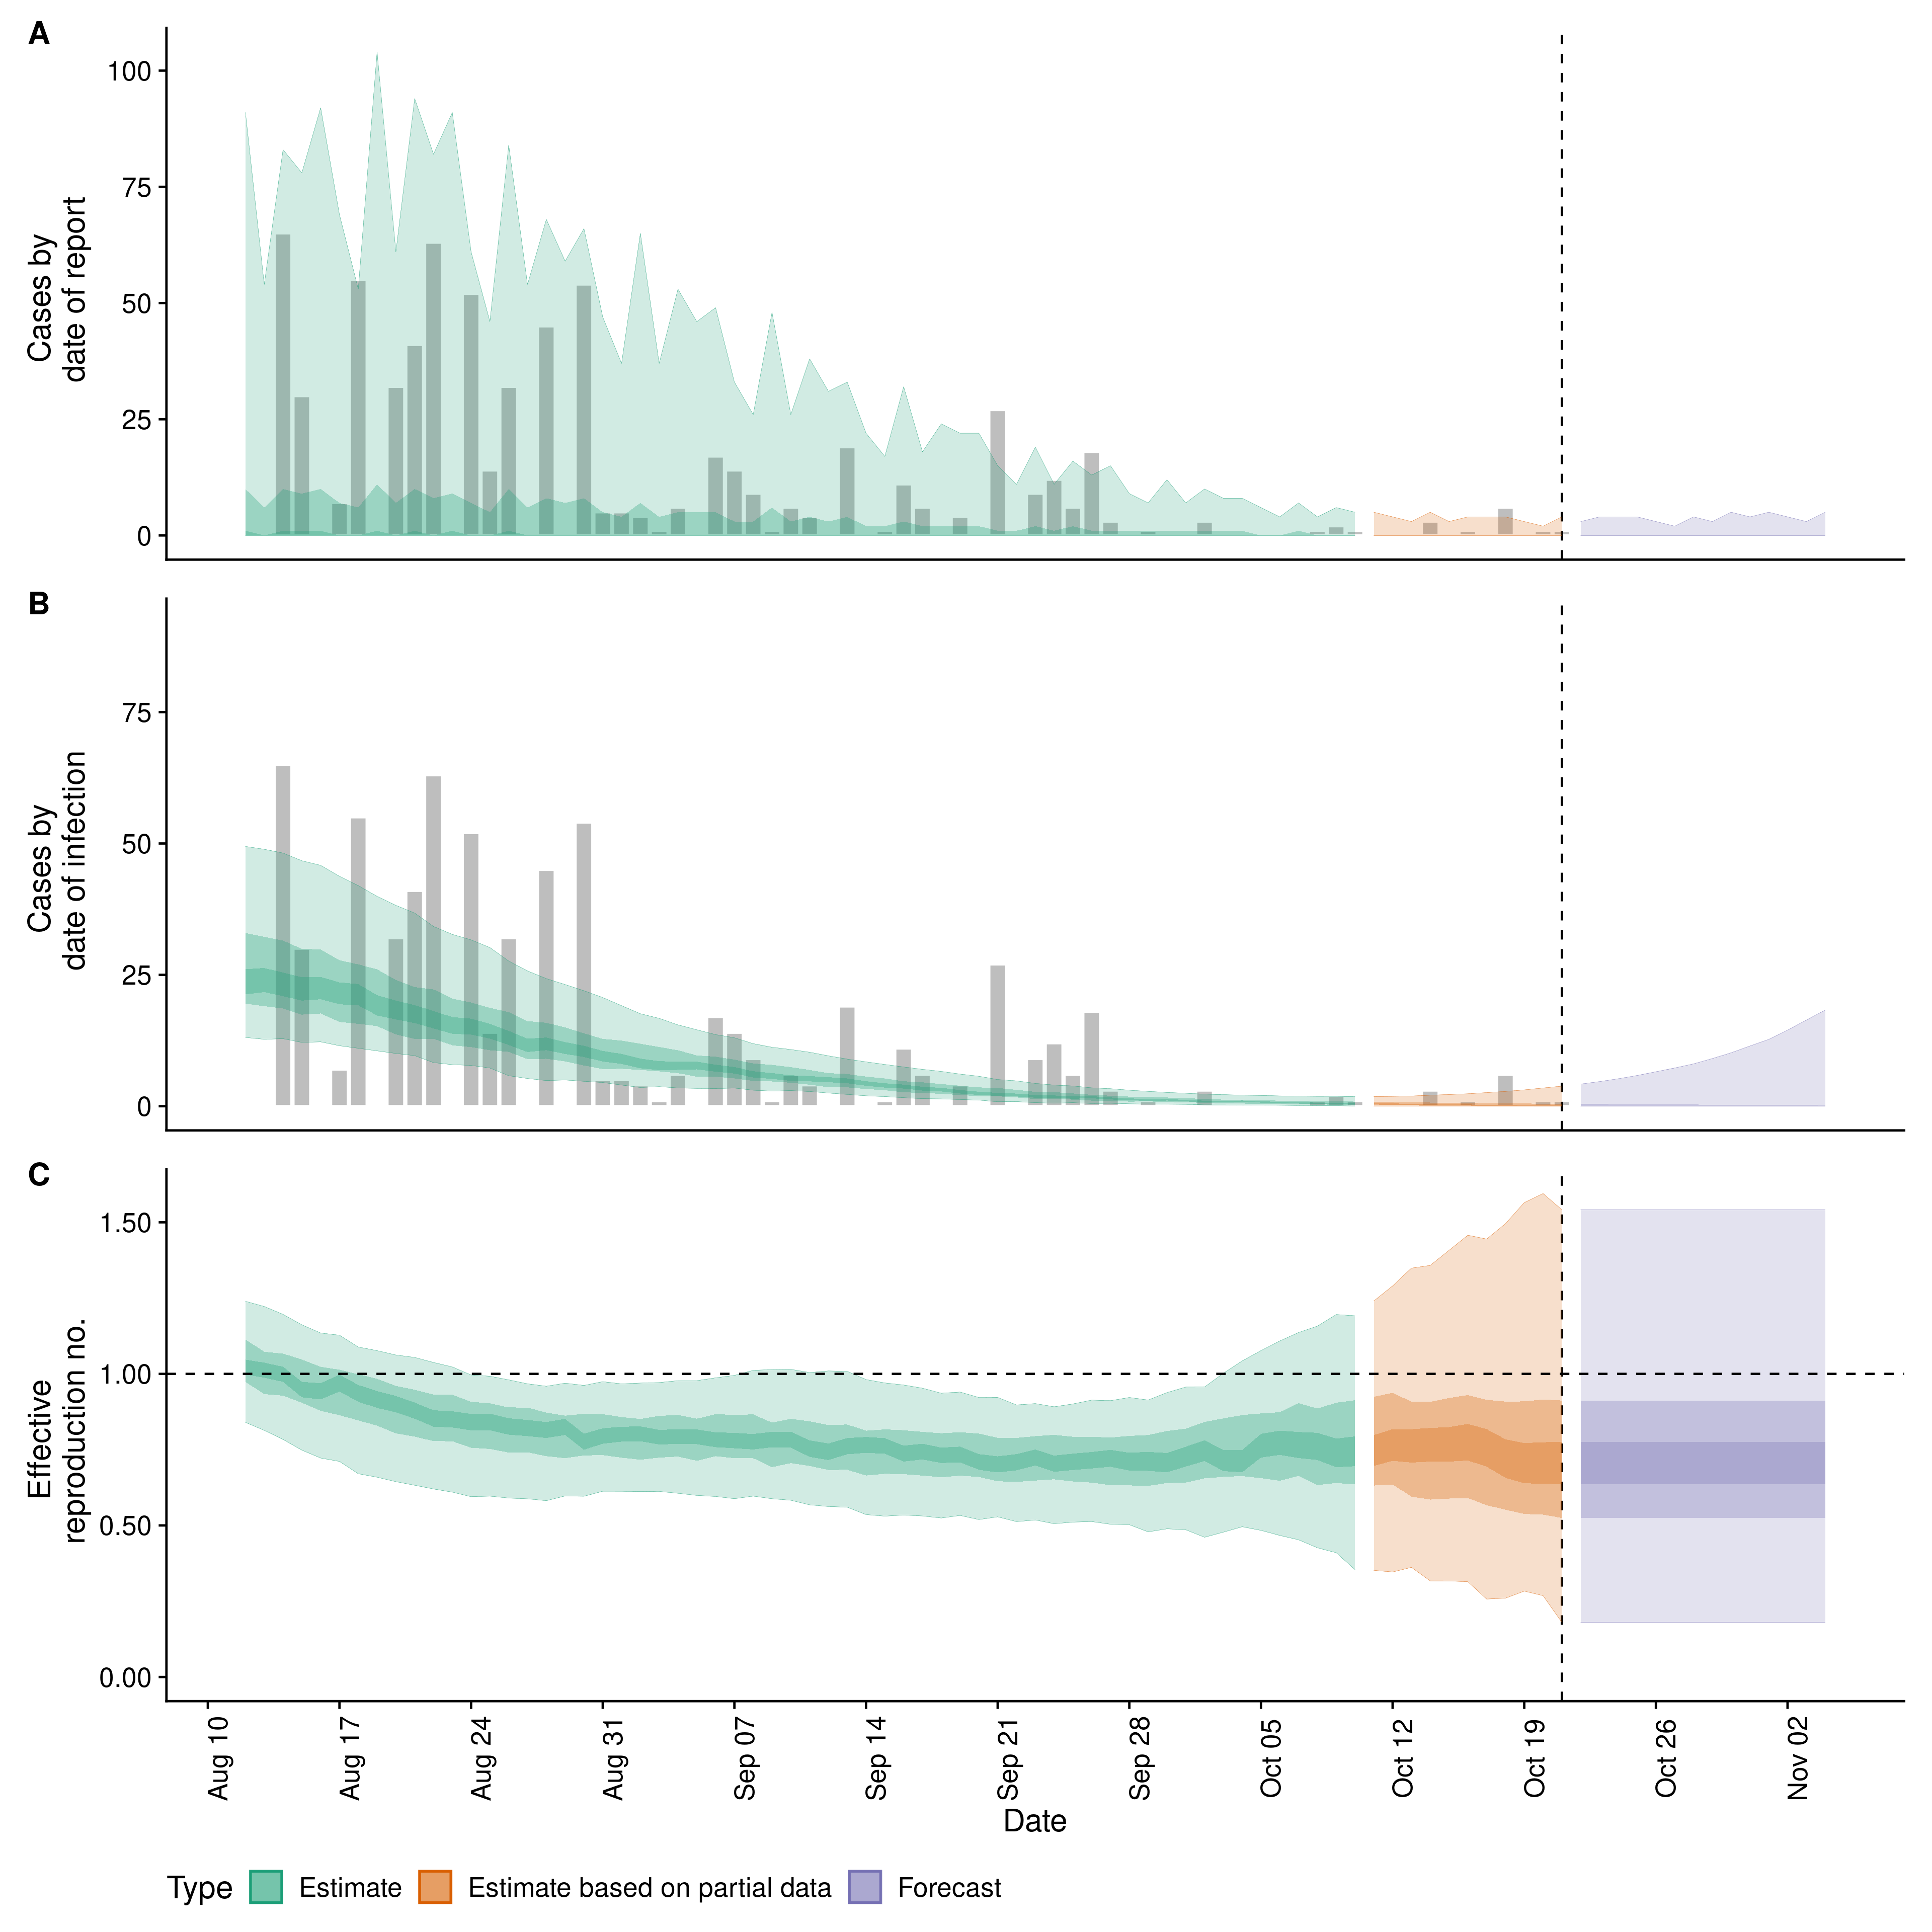 A
Cases by
date of report
100
75
50
25
0
B
Cases by
date of infection
75
50
25
0
C
Effective
reproduction no.
1.50
1.00
0.50
0.00
Aug 10
Aug 17
Aug 24
Aug 31
Sep 07
Sep 14
Sep 21
Sep 28
Oct 05
Oct 12
Oct 19
Oct 26
Nov 02
Date
Type Estimate Estimate based on partial data Forecast